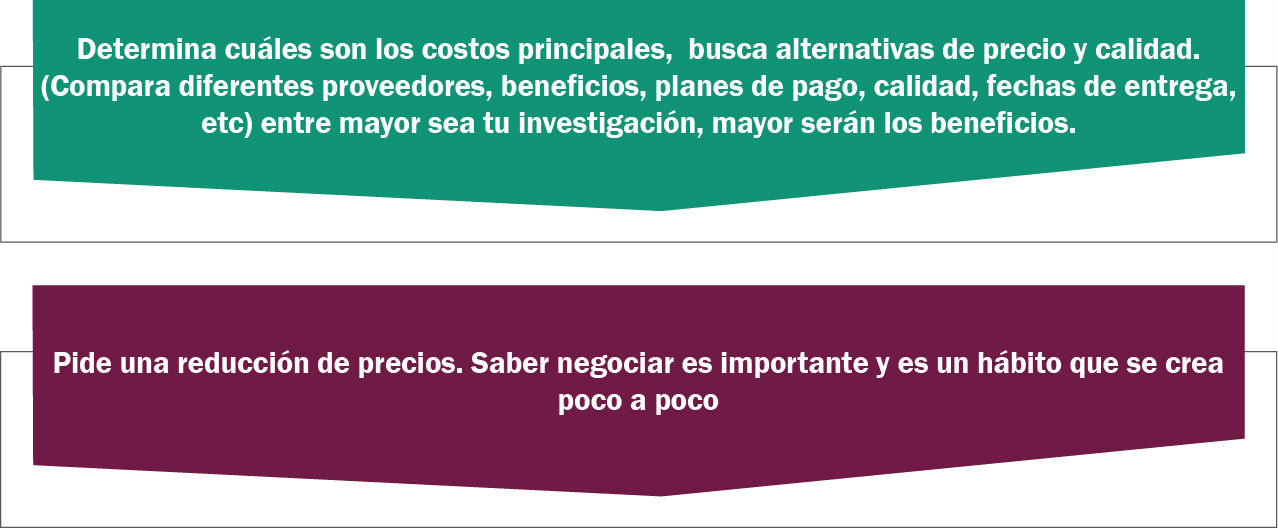 Determina cuáles son los costos principales,  busca alternativas de precio y calidad.
(Compara diferentes proveedores, beneficios, planes de pago, calidad, fechas de entrega,
etc) entre mayor sea tu investigación, mayor serán los beneficios.
Pide una reducción de precios. Saber negociar es importante y es un hábito que se crea
poco a poco